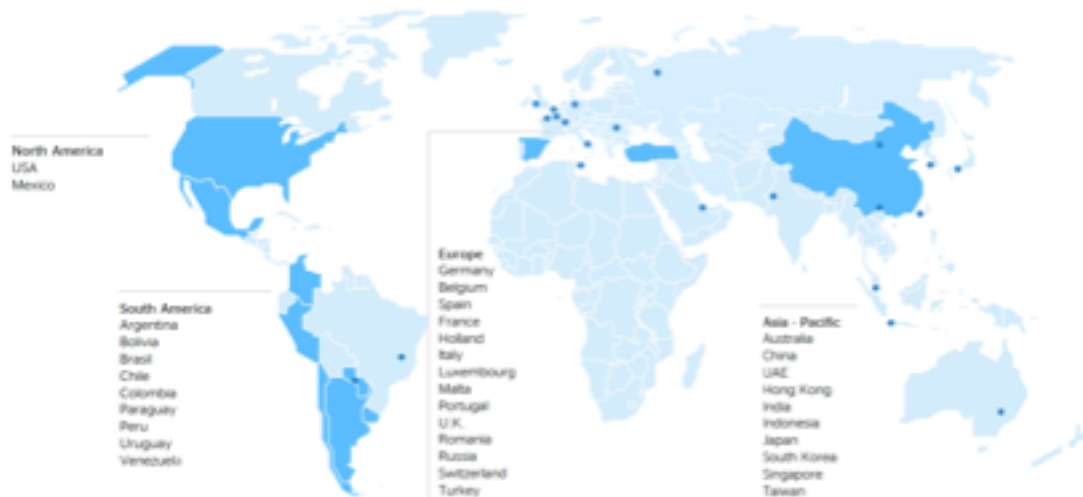 North America
USA
Mexico
South America
Argentina
Bolivia
Brasil
Chile
Colombia
Paraguay
Peru
Uruguay
Venezuela
Europe
Germany
Belgium
Spain
France
Holland
Italy
Luxembourg
Malta
Portugal
U.K.
Romania
Russia
Switzerland
Turkey
Asia - Pacific
Australia
China
UAE
Hong Kong
India
Indonesia
Japan
South Korea
Singapore
Taiwan